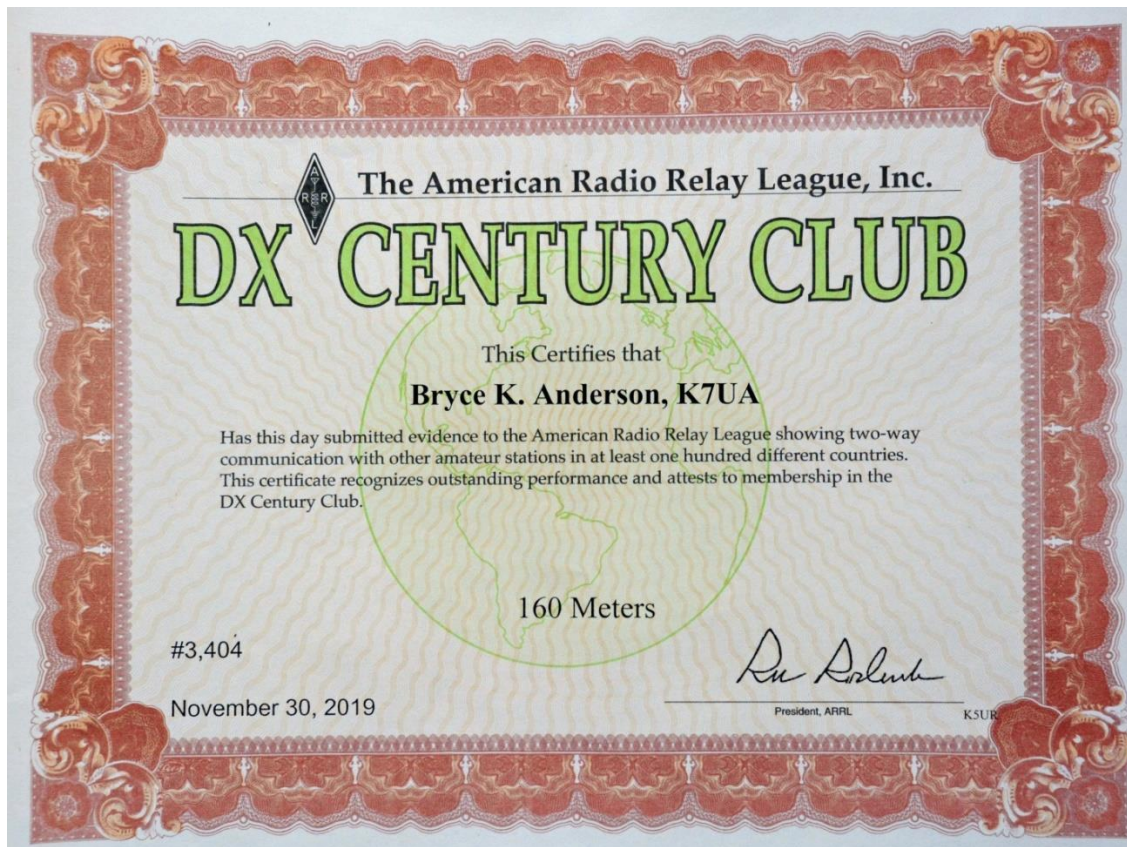 The American Radio Relay League, Inc.
A
R R
L
DX CENTURY CLUB
This Certifies that
Bryce K. Anderson, K7UA
Has this day submitted evidence to the American Radio Relay League showing two-way
communication with other amateur stations in at least one hundred different countries.
This certificate recognizes outstanding performance and attests to membership in the
DX Century Club.
160 Meters
#3,404
November 30, 2019
President, ARRL
K5UR